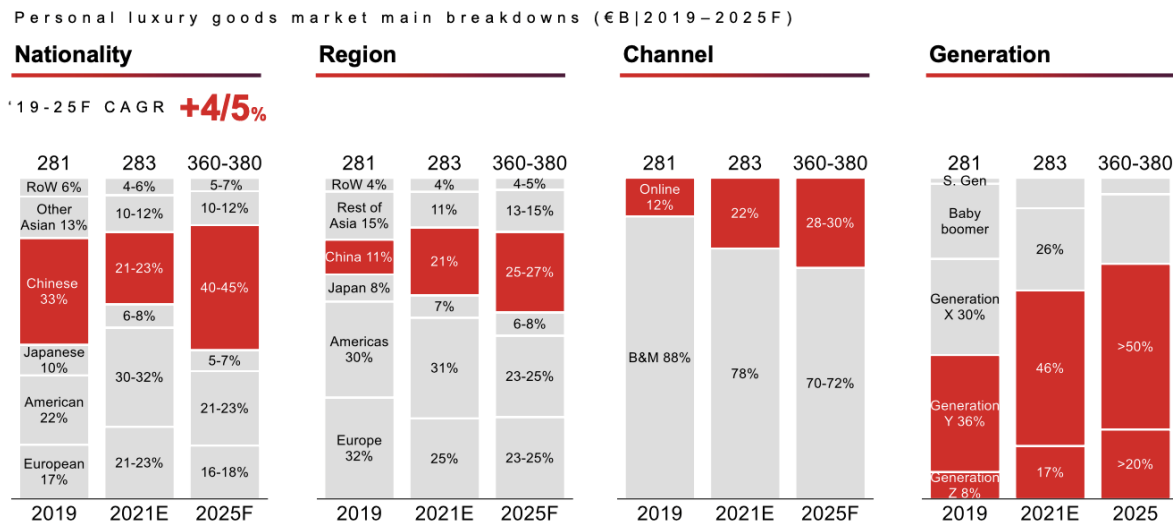 Personal luxury goods market main breakdowns (€B|2019–2025F)
Nationality
'19-25F CAGR +4/5%
281 283 360-380
RoW 6% 4-6% 5-7%
Other
Asian 13% 10-12% 10-12%
Chinese
33% 21-23% 40-45%
6-8%
Japanese
10% 5-7%
30-32%
American
22% 21-23%
European
17% 21-23% 16-18%
2019 2021E 2025F
Region
281 283 360-380
RoW 4% 4% 4-5%
Rest of
Asia 15% 11% 13-15%
China 11% 21% 25-27%
Japan 8% 7% 6-8%
Americas
30% 31% 23-25%
Europe
32% 25% 23-25%
2019 2021E 2025F
Channel
281 283 360-380
Online
12% 22% 28-30%
B&M 88% 78% 70-72%
2019 2021E 2025F
Generation
281 283 360-380
S. Gen
Baby
boomer
26%
Generation
X 30%
46% >50%
Generation
Y 36%
Generation
Z 8% 17% >20%
2019 2021E 2025